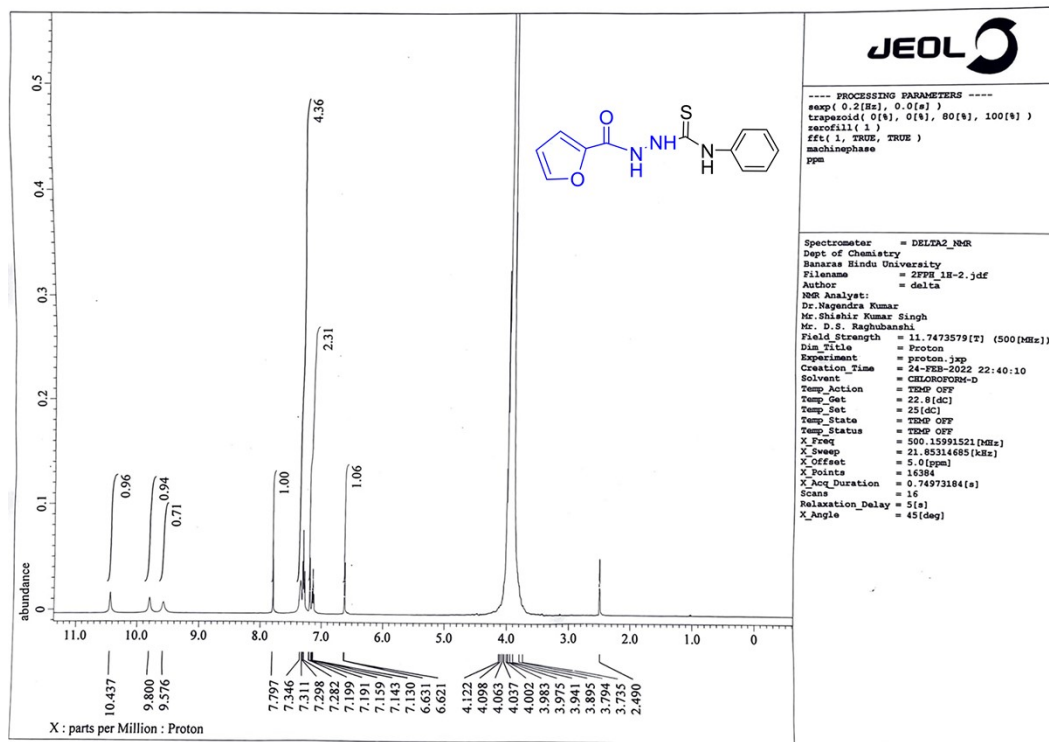 JEOL
---- PROCESSING PARAMETERS ----
sexp( 0.2[Hz], 0.0[s] )
trapezoid( 0[%], 0[%], 80[%], 100[%] )
zerofill( 1 )
fft( 1, TRUE, TRUE )
machinephase
ppm
Spectrometer = DELTA2_NMR
Dept of Chemistry
Banaras Hindu University
Filename = 2FPH_1H-2.jdf
Author = delta
NMR Analyst:
Dr.Nagendra Kumar
Mr.Shishir Kumar Singh
Mr. D.S. Raghubanshi
Field_Strength = 11.7473579[T] (500[MHz])
Dim_Title = Proton
Experiment = proton.jxp
Creation_Time = 24-FEB-2022 22:40:10
Solvent = CHLOROFORM-D
Temp_Action = TEMP OFF
Temp_Get = 22.8[dC]
Temp_Set = 25[dC]
Temp_State = TEMP OFF
Temp_Status = TEMP OFF
X_Freq = 500.15991521[MHz]
X_Sweep = 21.85314685[kHz]
X_Offset = 5.0[ppm]
X_Points = 16384
X_Acq_Duration = 0.74973184[s]
Scans = 16
Relaxation_Delay = 5[s]
X_Angle = 45[deg]
abundance
0.5
0.4
0.3
0.2
0.1
0
0.96
0.94
0.71
1.00
4.36
2.31
1.06
O
S
NH
N
H
N
H
O
11.0 10.0 9.0 8.0 7.0 6.0 5.0 4.0 3.0 2.0 1.0 0
10.437
9.800
9.576
7.797
7.346
7.311
7.298
7.282
7.199
7.191
7.159
7.143
7.130
6.631
6.621
4.122
4.098
4.063
4.037
4.002
3.983
3.975
3.941
3.895
3.794
3.735
2.490
X : parts per Million : Proton